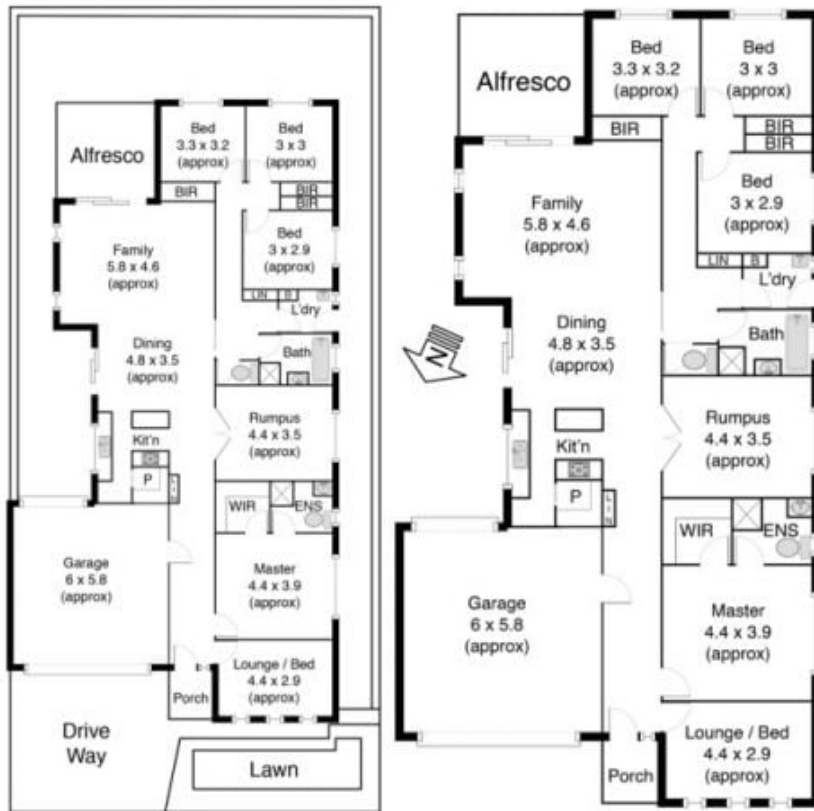 Alfresco
Bed
3.3 x 3.2
(approx)
Bed
3 x 3
(approx)
BIR
BIR
BIR
Family
5.8 x 4.6
(approx)
Bed
3 x 2.9
(approx)
LIN
B
L'dry
Dining
4.8 x 3.5
(approx)
Bath
Kit'n
P
LIN
Rumpus
4.4 x 3.5
(approx)
WIR
ENS
Garage
6 x 5.8
(approx)
Master
4.4 x 3.9
(approx)
Lounge / Bed
4.4 x 2.9
(approx)
Porch
Drive
Way
Lawn
Alfresco
Bed
3.3 x 3.2
(approx)
Bed
3 x 3
(approx)
BIR
BIR
BIR
Family
5.8 x 4.6
(approx)
Bed
3 x 2.9
(approx)
LIN
B
L'dry
N
Dining
4.8 x 3.5
(approx)
Bath
Kit'n
P
LIN
Rumpus
4.4 x 3.5
(approx)
WIR
ENS
Garage
6 x 5.8
(approx)
Master
4.4 x 3.9
(approx)
Lounge / Bed
4.4 x 2.9
(approx)
Porch